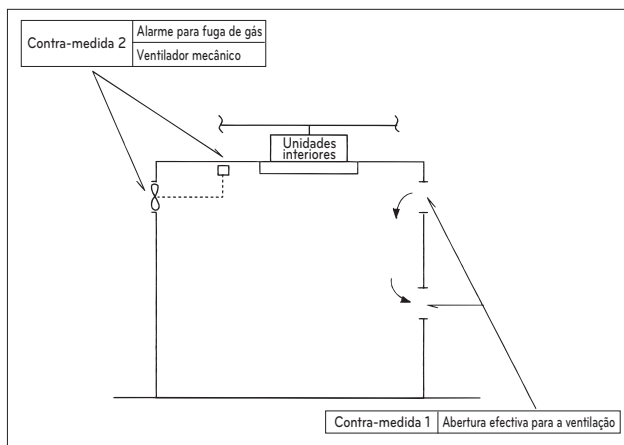 Contra-medida 2
Alarme para fuga de gás
Ventilador mecânico
Unidades
interiores
Contra-medida 1
Abertura efectiva para a ventilação